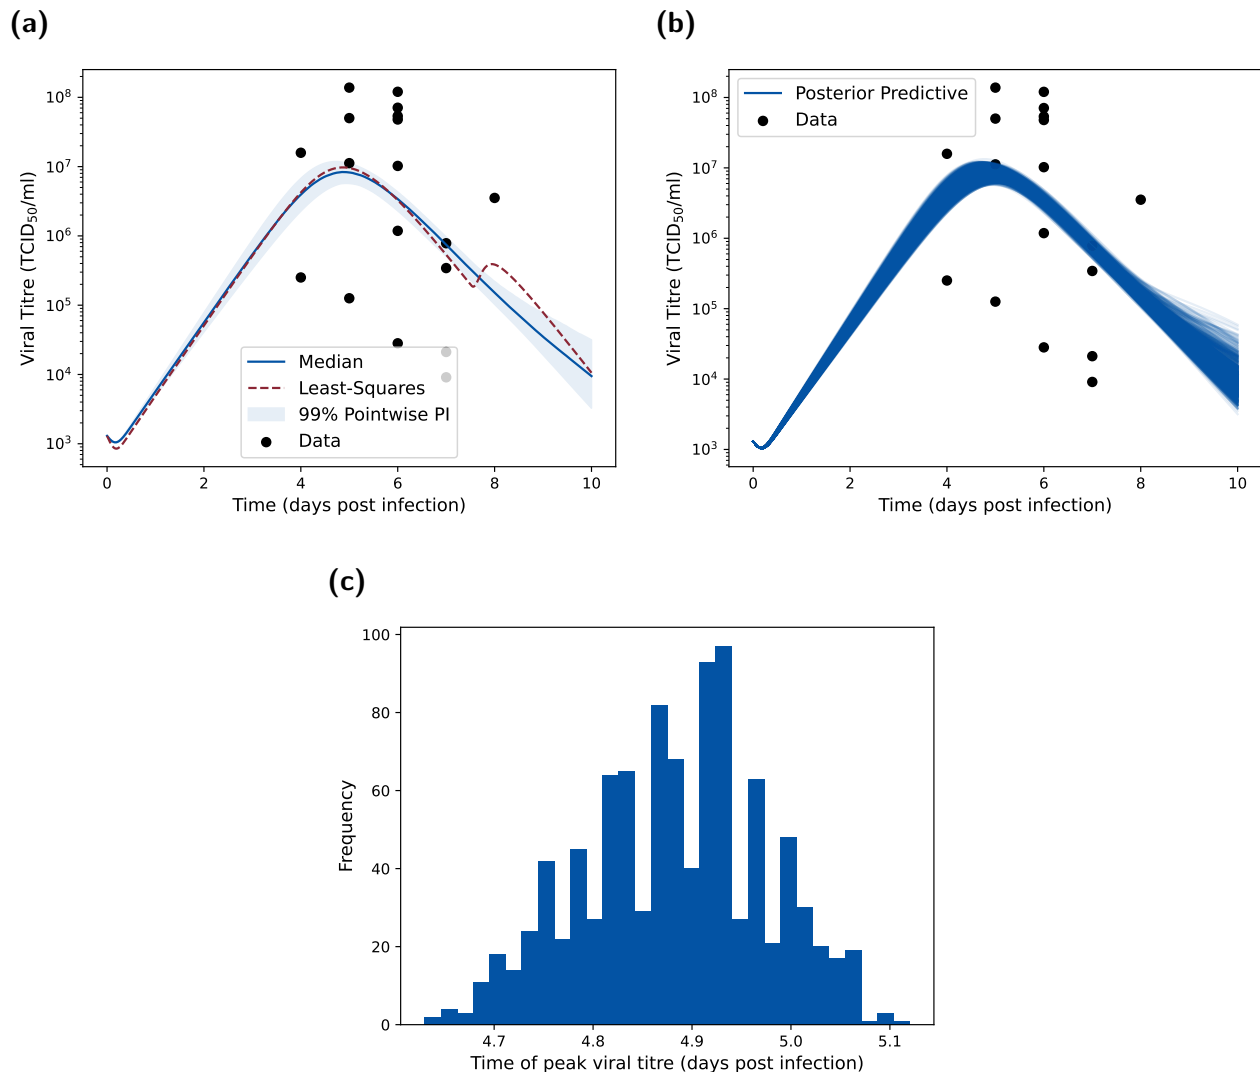 (a)
(b)
10⁸
10⁷
10⁶
10⁵
10⁴
10³
Viral Titre (TCID₅₀/ml)
Median
Least-Squares
99% Pointwise PI
Data
0 2 4 6 8 10
Time (days post infection)
10⁸
10⁷
10⁶
10⁵
10⁴
10³
Viral Titre (TCID₅₀/ml)
Posterior Predictive
Data
0 2 4 6 8 10
Time (days post infection)
(c)
100
80
60
40
20
0
Frequency
4.7 4.8 4.9 5.0 5.1
Time of peak viral titre (days post infection)